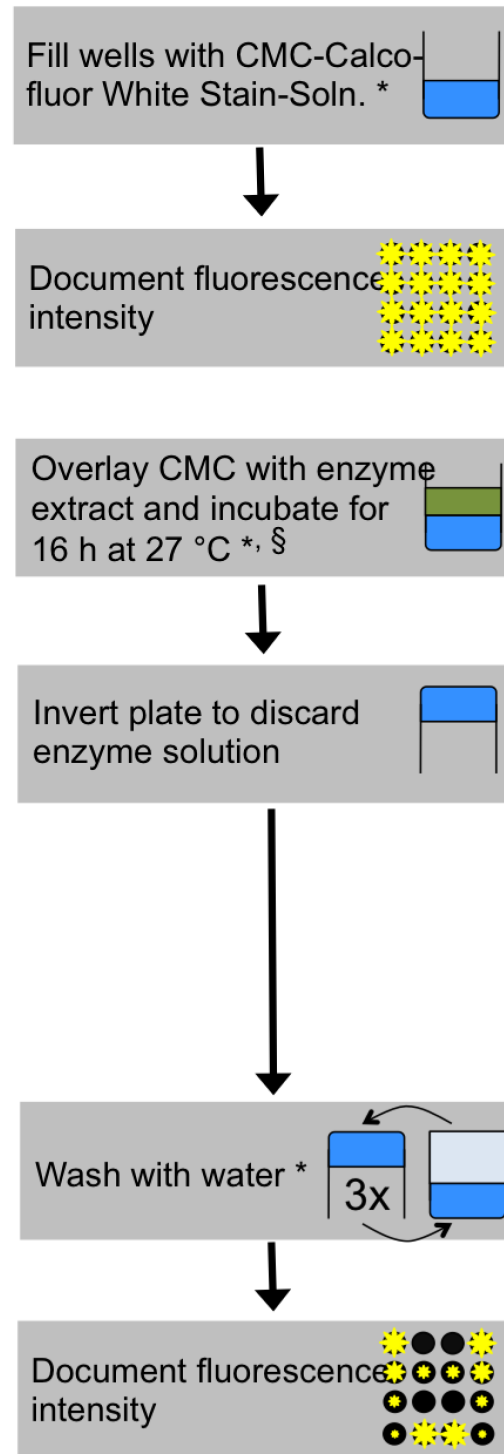 Fill wells with CMC-Calco-
fluor White Stain-Soln. *
Document fluorescence
intensity
Overlay CMC with enzyme
extract and incubate for
16 h at 27 °C *, §
Invert plate to discard
enzyme solution
Wash with water *
3x
Document fluorescence
intensity